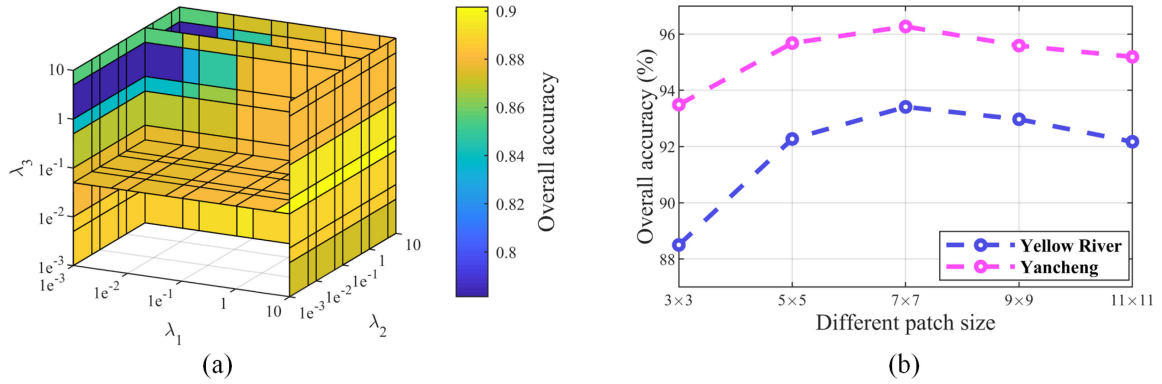 10
1
1e-1
1e-2
1e-3
λ3
1e-3
1e-2
1e-1
1
10
λ1
1e-3
1e-2
1e-1
1
10
λ2
0.9
0.88
0.86
0.84
0.82
0.8
Overall accuracy
(a)
96
94
92
90
88
Overall accuracy (%)
Yellow River
Yancheng
3×3
5×5
7×7
9×9
11×11
Different patch size
(b)